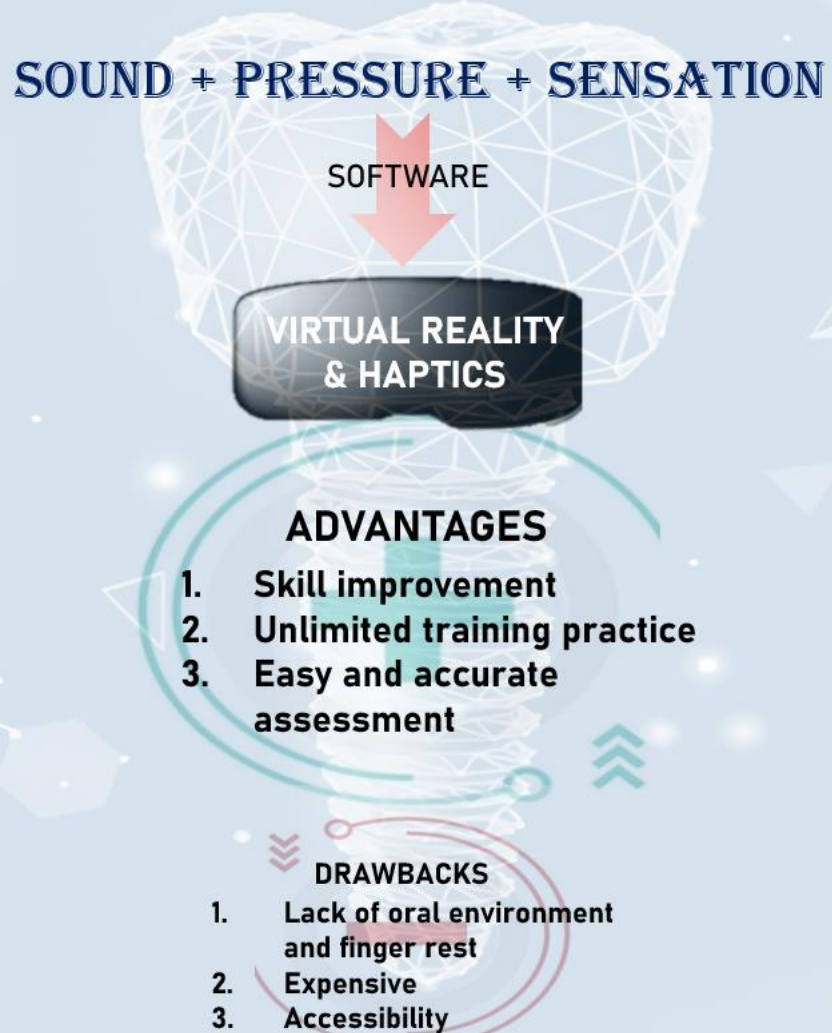 SOUND + PRESSURE + SENSATION
SOFTWARE
VIRTUAL REALITY
& HAPTICS
ADVANTAGES
1. Skill improvement
2. Unlimited training practice
3. Easy and accurate
assessment
DRAWBACKS
1. Lack of oral environment
and finger rest
2. Expensive
3. Accessibility